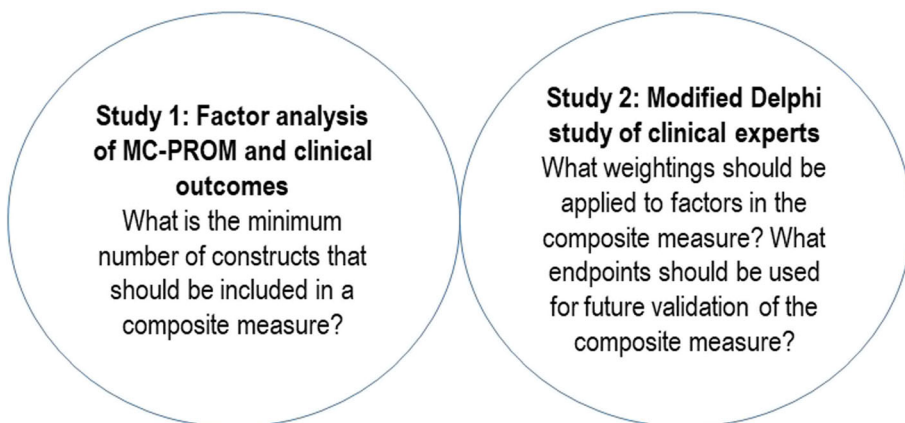 Study 1: Factor analysis
of MC-PROM and clinical
outcomes
What is the minimum
number of constructs that
should be included in a
composite measure?
Study 2: Modified Delphi
study of clinical experts
What weightings should be
applied to factors in the
composite measure? What
endpoints should be used
for future validation of the
composite measure?